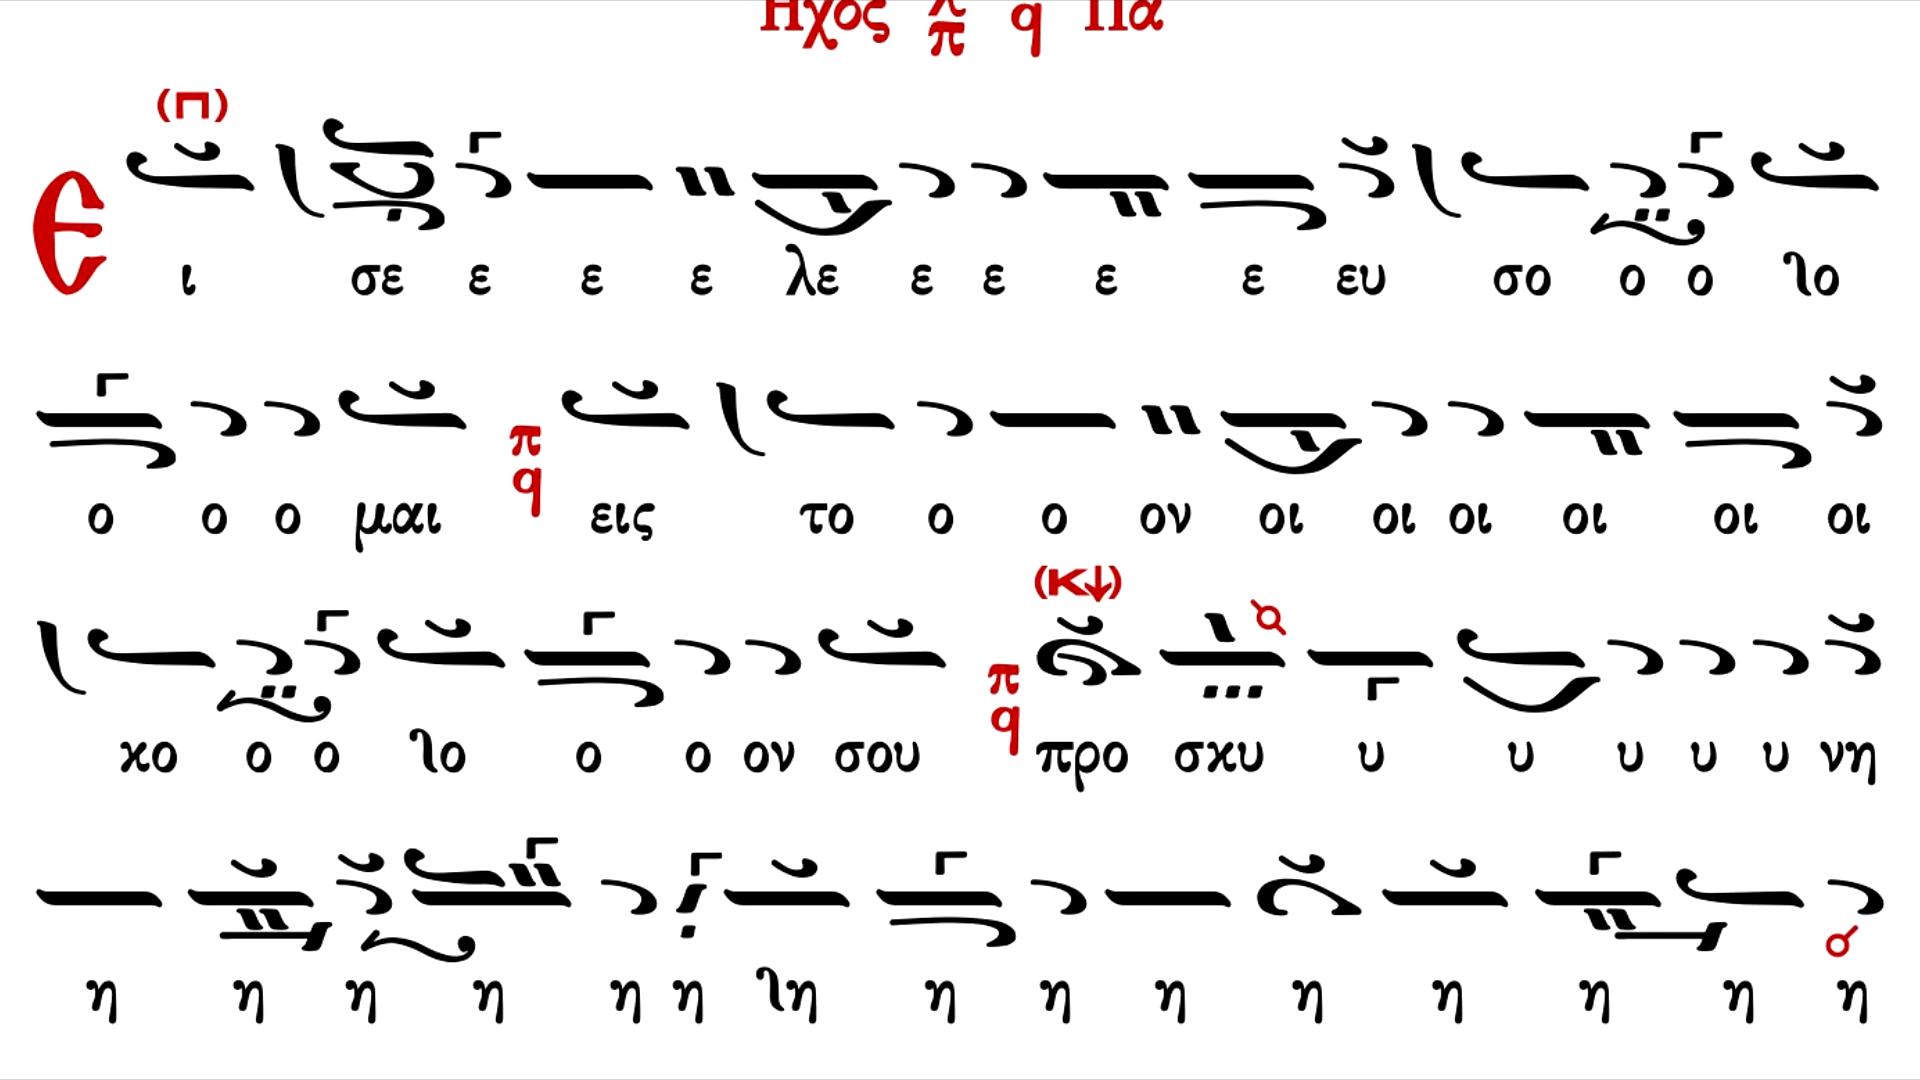 Ηχος λ π q Πα
(Π)
Ε ι σε ε ε ε λε ε ε ε ε ευ σο ο ο λο
ο ο ο μαι π q εις το ο ο ον οι οι οι οι οι οι
(Κ↓)
κο ο ο λο ο ο ον σου π q προ σκυ υ υ υ υ υ νη
η η η η η η λη η η η η η η η η